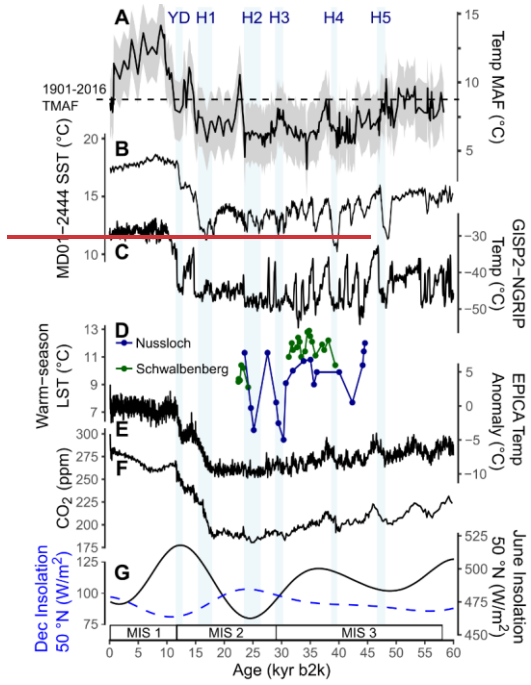 YD H1 H2 H3 H4 H5
A
15
10
5
Temp MAF (°C)
1901-2016
TMAF
B
20
15
10
MD01−2444 SST (°C)
C
−30
−40
−50
GISP2−NGRIP
Temp (°C)
D
Nussloch
Schwalbenberg
13
12
11
10
9
8
7
Warm−season
LST (°C)
E
5
0
−5
−10
EPICA Temp
Anomaly (°C)
F
300
275
250
225
200
175
CO2 (ppm)
G
125
100
75
Dec Insolation
50 °N (W/m2)
525
500
475
450
June Insolation
50 °N (W/m2)
MIS 1 MIS 2 MIS 3
0 5 10 15 20 25 30 35 40 45 50 55 60
Age (kyr b2k)